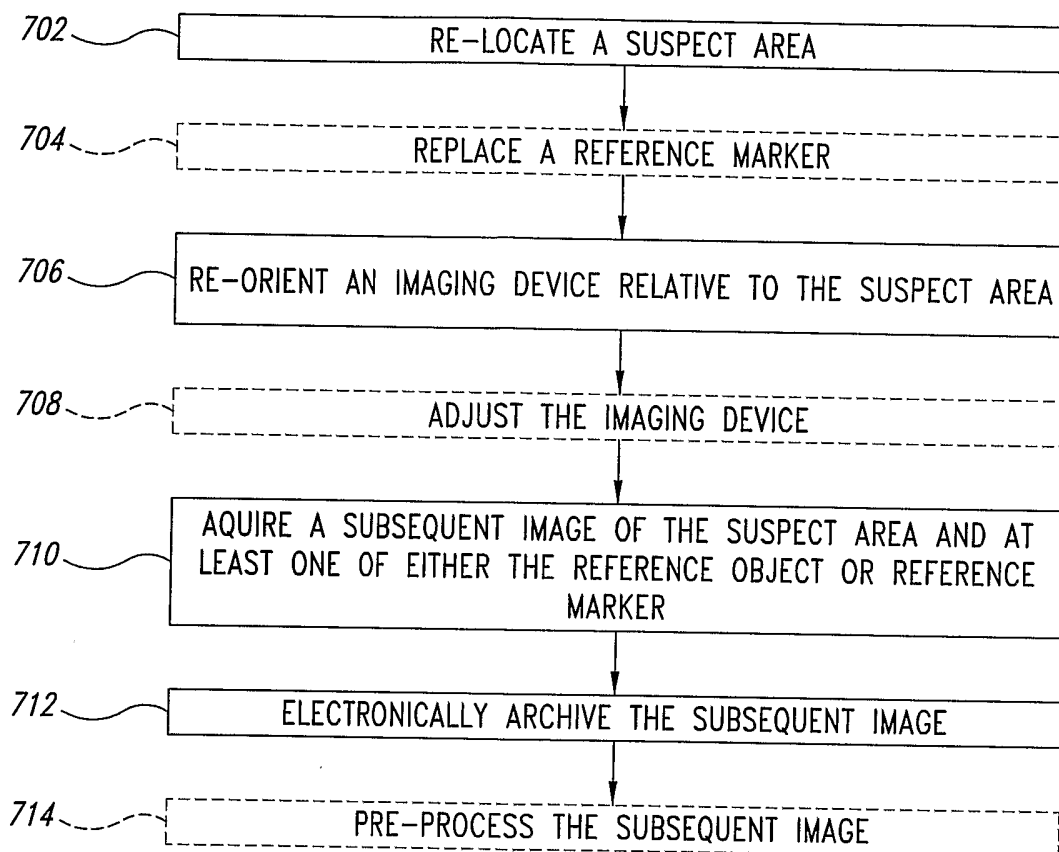 702 RE-LOCATE A SUSPECT AREA
704 REPLACE A REFERENCE MARKER
706 RE-ORIENT AN IMAGING DEVICE RELATIVE TO THE SUSPECT AREA
708 ADJUST THE IMAGING DEVICE
710 AQUIRE A SUBSEQUENT IMAGE OF THE SUSPECT AREA AND AT
LEAST ONE OF EITHER THE REFERENCE OBJECT OR REFERENCE
MARKER
712 ELECTRONICALLY ARCHIVE THE SUBSEQUENT IMAGE
714 PRE-PROCESS THE SUBSEQUENT IMAGE